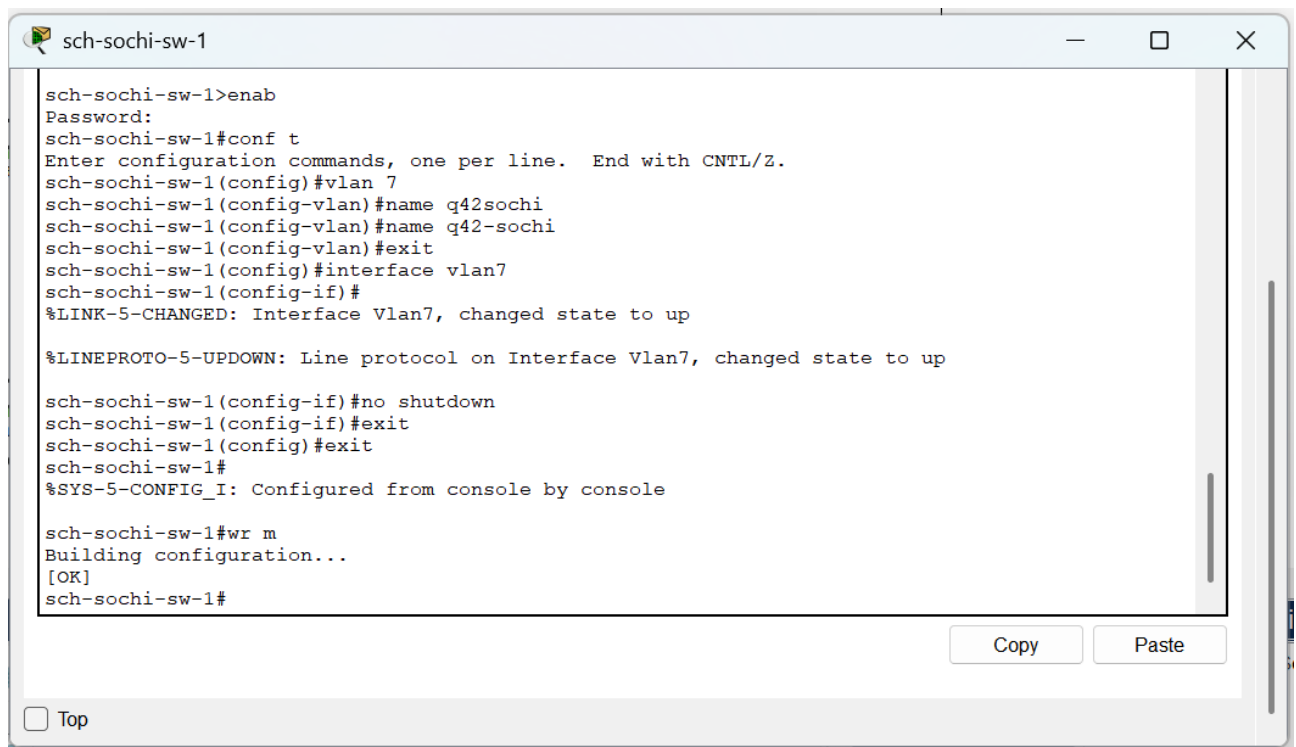 sch-sochi-sw-1
sch-sochi-sw-1>enab
Password:
sch-sochi-sw-1#conf t
Enter configuration commands, one per line.  End with CNTL/Z.
sch-sochi-sw-1(config)#vlan 7
sch-sochi-sw-1(config-vlan)#name q42sochi
sch-sochi-sw-1(config-vlan)#name q42-sochi
sch-sochi-sw-1(config-vlan)#exit
sch-sochi-sw-1(config)#interface vlan7
sch-sochi-sw-1(config-if)#
%LINK-5-CHANGED: Interface Vlan7, changed state to up
%LINEPROTO-5-UPDOWN: Line protocol on Interface Vlan7, changed state to up
sch-sochi-sw-1(config-if)#no shutdown
sch-sochi-sw-1(config-if)#exit
sch-sochi-sw-1(config)#exit
sch-sochi-sw-1#
%SYS-5-CONFIG_I: Configured from console by console
sch-sochi-sw-1#wr m
Building configuration...
[OK]
sch-sochi-sw-1#
Copy Paste
Top